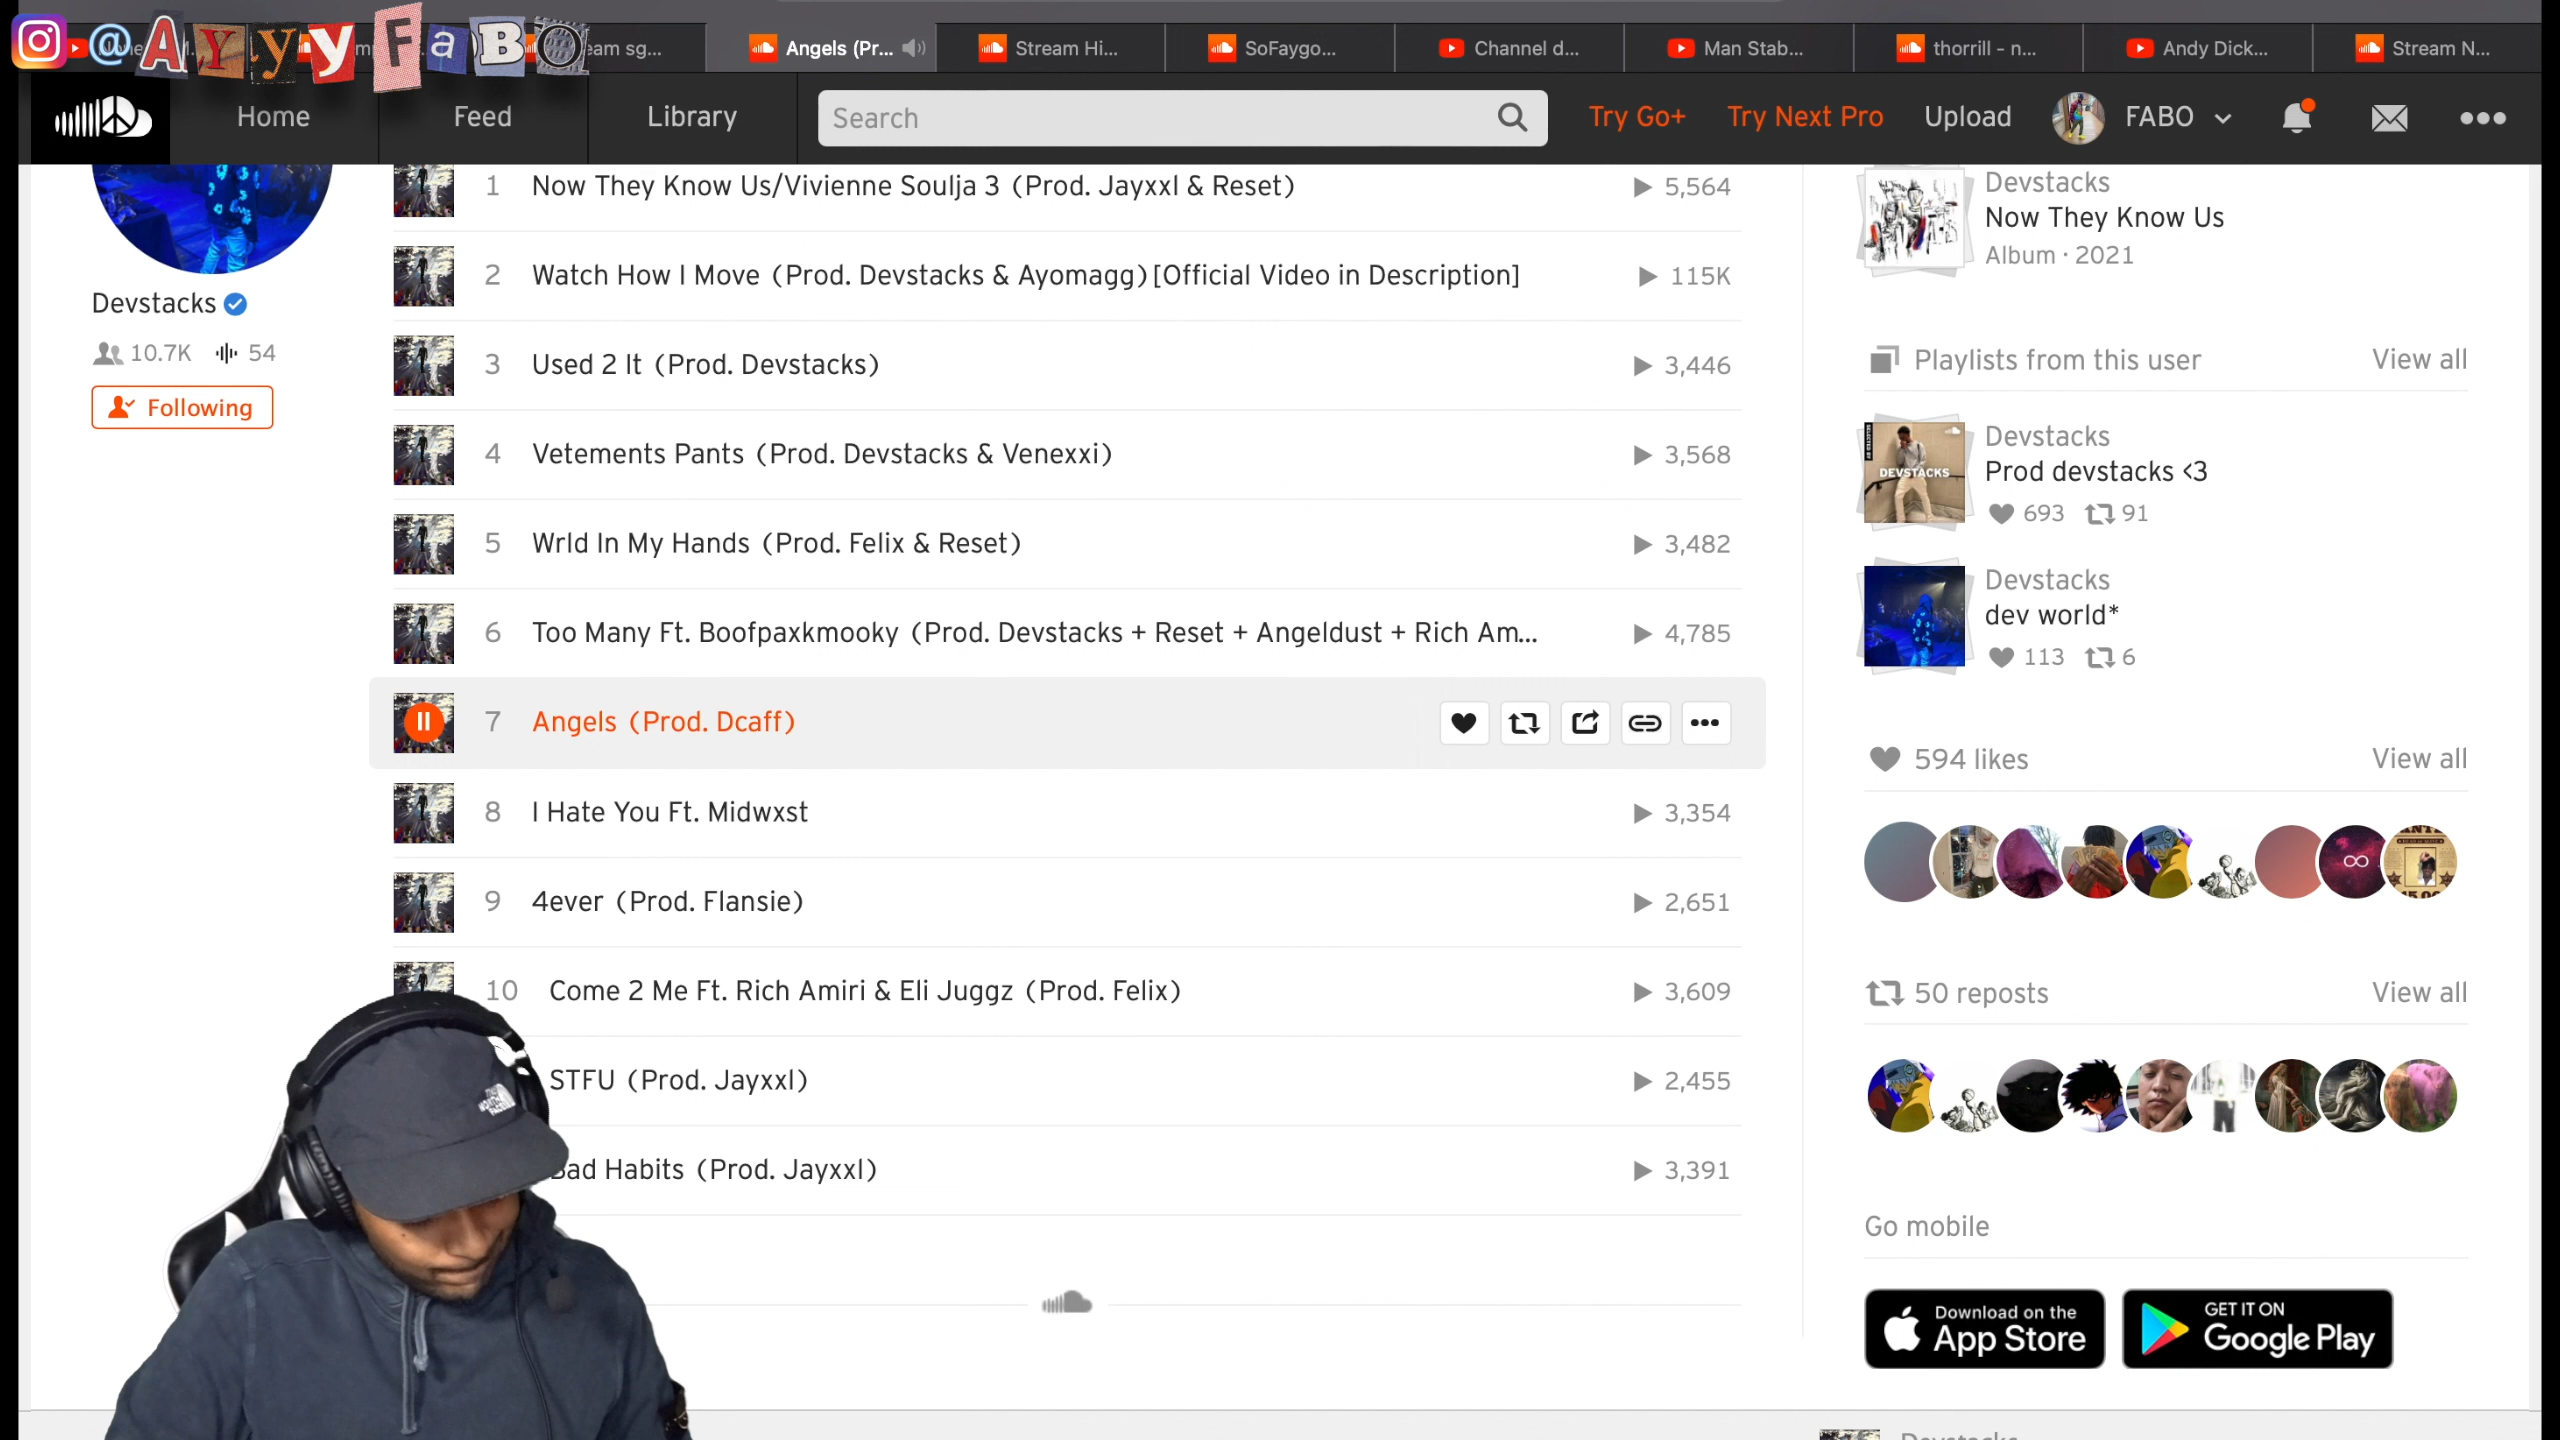 @AyyyFaBO
eam sg...
Angels (Pr...
Stream Hi...
SoFaygo...
Channel d...
Man Stab...
thorrill - n...
Andy Dick...
Stream N...
Home
Feed
Library
Search
Try Go+
Try Next Pro
Upload
FABO
Devstacks
10.7K
54
Following
1 Now They Know Us/Vivienne Soulja 3 (Prod. Jayxxl & Reset) 5,564
2 Watch How I Move (Prod. Devstacks & Ayomagg)[Official Video in Description] 115K
3 Used 2 It (Prod. Devstacks) 3,446
4 Vetements Pants (Prod. Devstacks & Venexxi) 3,568
5 Wrld In My Hands (Prod. Felix & Reset) 3,482
6 Too Many Ft. Boofpaxkmooky (Prod. Devstacks + Reset + Angeldust + Rich Am... 4,785
7 Angels (Prod. Dcaff)
8 I Hate You Ft. Midwxst 3,354
9 4ever (Prod. Flansie) 2,651
10 Come 2 Me Ft. Rich Amiri & Eli Juggz (Prod. Felix) 3,609
STFU (Prod. Jayxxl) 2,455
Bad Habits (Prod. Jayxxl) 3,391
Devstacks
Now They Know Us
Album · 2021
Playlists from this user
View all
DEVSTACKS
Devstacks
Prod devstacks <3
693 91
Devstacks
dev world*
113 6
594 likes
View all
50 reposts
View all
Go mobile
Download on the
App Store
GET IT ON
Google Play
Devstacks